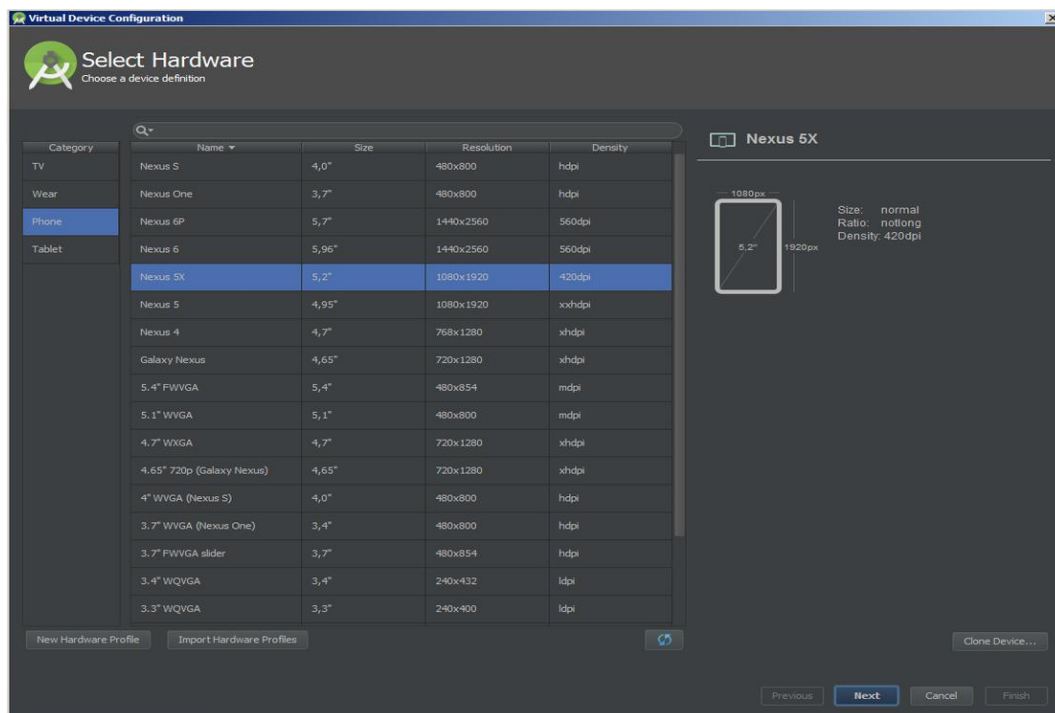 Virtual Device Configuration
Select Hardware
Choose a device definition
Category
TV
Wear
Phone
Tablet
Name Size Resolution Density
Nexus S 4,0" 480x800 hdpi
Nexus One 3,7" 480x800 hdpi
Nexus 6P 5,7" 1440x2560 560dpi
Nexus 6 5,96" 1440x2560 560dpi
Nexus 5X 5,2" 1080x1920 420dpi
Nexus 5 4,95" 1080x1920 xxhdpi
Nexus 4 4,7" 768x1280 xhdpi
Galaxy Nexus 4,65" 720x1280 xhdpi
5.4" FWVGA 5,4" 480x854 mdpi
5.1" WVGA 5,1" 480x800 mdpi
4.7" WXGA 4,7" 720x1280 xhdpi
4.65" 720p (Galaxy Nexus) 4,65" 720x1280 xhdpi
4" WVGA (Nexus S) 4,0" 480x800 hdpi
3.7" WVGA (Nexus One) 3,4" 480x800 hdpi
3.7" FWVGA slider 3,7" 480x854 hdpi
3.4" WQVGA 3,4" 240x432 ldpi
3.3" WQVGA 3,3" 240x400 ldpi
Nexus 5X
1080px
5,2"
1920px
Size: normal
Ratio: notlong
Density: 420dpi
New Hardware Profile
Import Hardware Profiles
Clone Device...
Previous
Next
Cancel
Finish